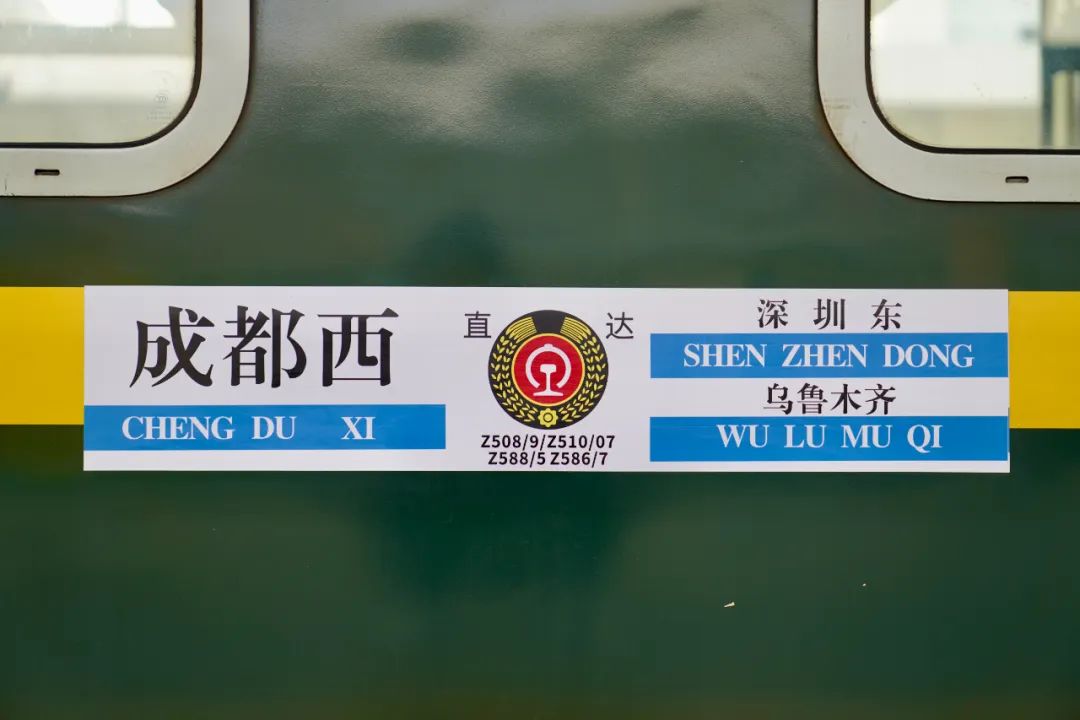 成都西
CHENG DU XI
直 达
Z508/9/Z510/07
Z588/5 Z586/7
深圳东
SHEN ZHEN DONG
乌鲁木齐
WU LU MU QI